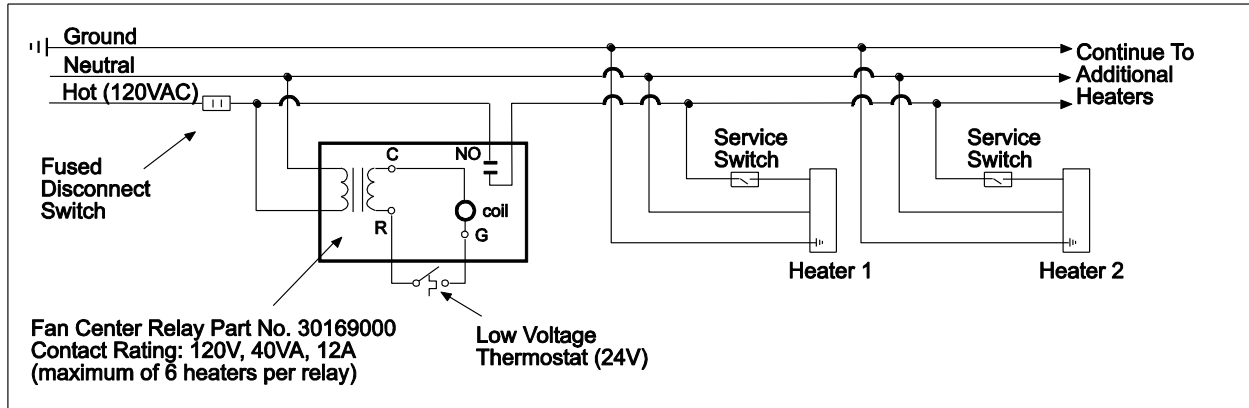 Ground
Neutral
Hot (120VAC)
Continue To
Additional
Heaters
Fused
Disconnect
Switch
C
NO
coil
R
G
Service
Switch
Service
Switch
Heater 1
Heater 2
Fan Center Relay Part No. 30169000
Contact Rating: 120V, 40VA, 12A
(maximum of 6 heaters per relay)
Low Voltage
Thermostat (24V)